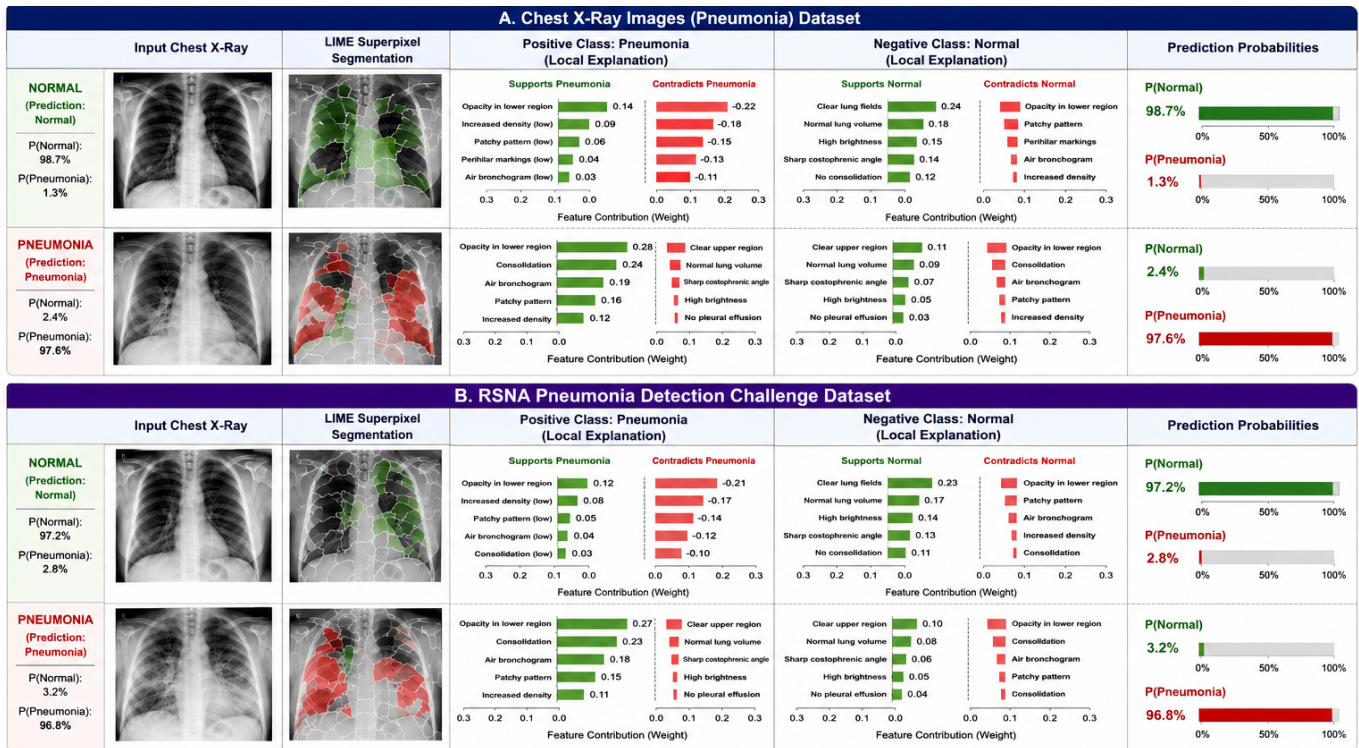 A. Chest X-Ray Images (Pneumonia) Dataset
Input Chest X-Ray
LIME Superpixel
Segmentation
Positive Class: Pneumonia
(Local Explanation)
Negative Class: Normal
(Local Explanation)
Prediction Probabilities
NORMAL
(Prediction:
Normal)
P(Normal):
98.7%
P(Pneumonia):
1.3%
Supports Pneumonia
Opacity in lower region 0.14
Increased density (low) 0.09
Patchy pattern (low) 0.06
Perihilar markings (low) 0.04
Air bronchogram (low) 0.03
0.3 0.2 0.1 0.0
Contradicts Pneumonia
-0.22
-0.18
-0.15
-0.13
-0.11
0.0 0.1 0.2 0.3
Feature Contribution (Weight)
Supports Normal
Clear lung fields 0.24
Normal lung volume 0.18
High brightness 0.15
Sharp costophrenic angle 0.14
No consolidation 0.12
0.3 0.2 0.1 0.0
Contradicts Normal
Opacity in lower region
Patchy pattern
Perihilar markings
Air bronchogram
Increased density
0.0 0.1 0.2 0.3
Feature Contribution (Weight)
P(Normal)
98.7%
0% 50% 100%
P(Pneumonia)
1.3%
0% 50% 100%
PNEUMONIA
(Prediction:
Pneumonia)
P(Normal):
2.4%
P(Pneumonia):
97.6%
Opacity in lower region 0.28
Consolidation 0.24
Air bronchogram 0.19
Patchy pattern 0.16
Increased density 0.12
0.3 0.2 0.1 0.0
Clear upper region
Normal lung volume
Sharp costophrenic angle
High brightness
No pleural effusion
0.0 0.1 0.2 0.3
Feature Contribution (Weight)
Clear upper region 0.11
Normal lung volume 0.09
Sharp costophrenic angle 0.07
High brightness 0.05
No pleural effusion 0.03
0.3 0.2 0.1 0.0
Opacity in lower region
Consolidation
Air bronchogram
Patchy pattern
Increased density
0.0 0.1 0.2 0.3
Feature Contribution (Weight)
P(Normal)
2.4%
0% 50% 100%
P(Pneumonia)
97.6%
0% 50% 100%
B. RSNA Pneumonia Detection Challenge Dataset
Input Chest X-Ray
LIME Superpixel
Segmentation
Positive Class: Pneumonia
(Local Explanation)
Negative Class: Normal
(Local Explanation)
Prediction Probabilities
NORMAL
(Prediction:
Normal)
P(Normal):
97.2%
P(Pneumonia):
2.8%
Supports Pneumonia
Opacity in lower region 0.12
Increased density (low) 0.08
Patchy pattern (low) 0.05
Air bronchogram (low) 0.04
Consolidation (low) 0.03
0.3 0.2 0.1 0.0
Contradicts Pneumonia
-0.21
-0.17
-0.14
-0.12
-0.10
0.0 0.1 0.2 0.3
Feature Contribution (Weight)
Supports Normal
Clear lung fields 0.23
Normal lung volume 0.17
High brightness 0.14
Sharp costophrenic angle 0.13
No consolidation 0.11
0.3 0.2 0.1 0.0
Contradicts Normal
Opacity in lower region
Patchy pattern
Air bronchogram
Increased density
Consolidation
0.0 0.1 0.2 0.3
Feature Contribution (Weight)
P(Normal)
97.2%
0% 50% 100%
P(Pneumonia)
2.8%
0% 50% 100%
PNEUMONIA
(Prediction:
Pneumonia)
P(Normal):
3.2%
P(Pneumonia):
96.8%
Opacity in lower region 0.27
Consolidation 0.23
Air bronchogram 0.18
Patchy pattern 0.15
Increased density 0.11
0.3 0.2 0.1 0.0
Clear upper region
Normal lung volume
Sharp costophrenic angle
High brightness
No pleural effusion
0.0 0.1 0.2 0.3
Feature Contribution (Weight)
Clear upper region 0.10
Normal lung volume 0.08
Sharp costophrenic angle 0.06
High brightness 0.05
No pleural effusion 0.04
0.3 0.2 0.1 0.0
Opacity in lower region
Consolidation
Air bronchogram
Patchy pattern
Consolidation
0.0 0.1 0.2 0.3
Feature Contribution (Weight)
P(Normal)
3.2%
0% 50% 100%
P(Pneumonia)
96.8%
0% 50% 100%